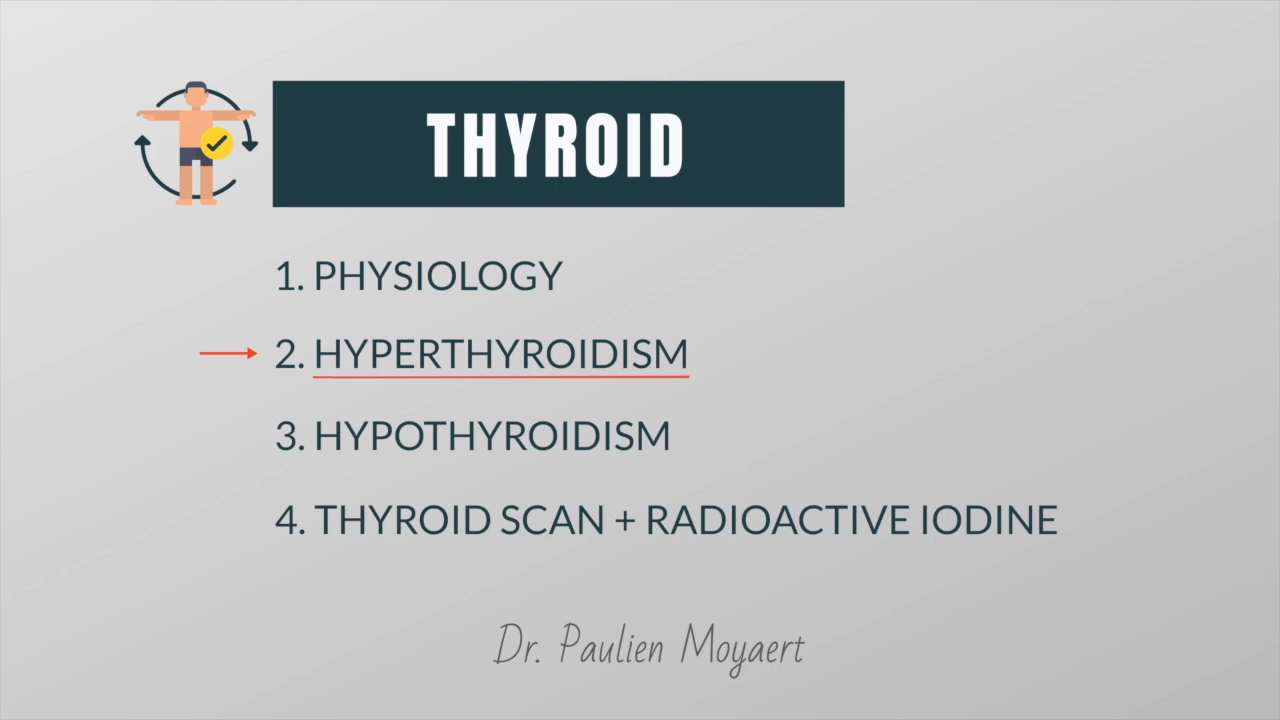 THYROID
1. PHYSIOLOGY
2. HYPERTHYROIDISM
3. HYPOTHYROIDISM
4. THYROID SCAN + RADIOACTIVE IODINE
Dr. Paulien Moyaert